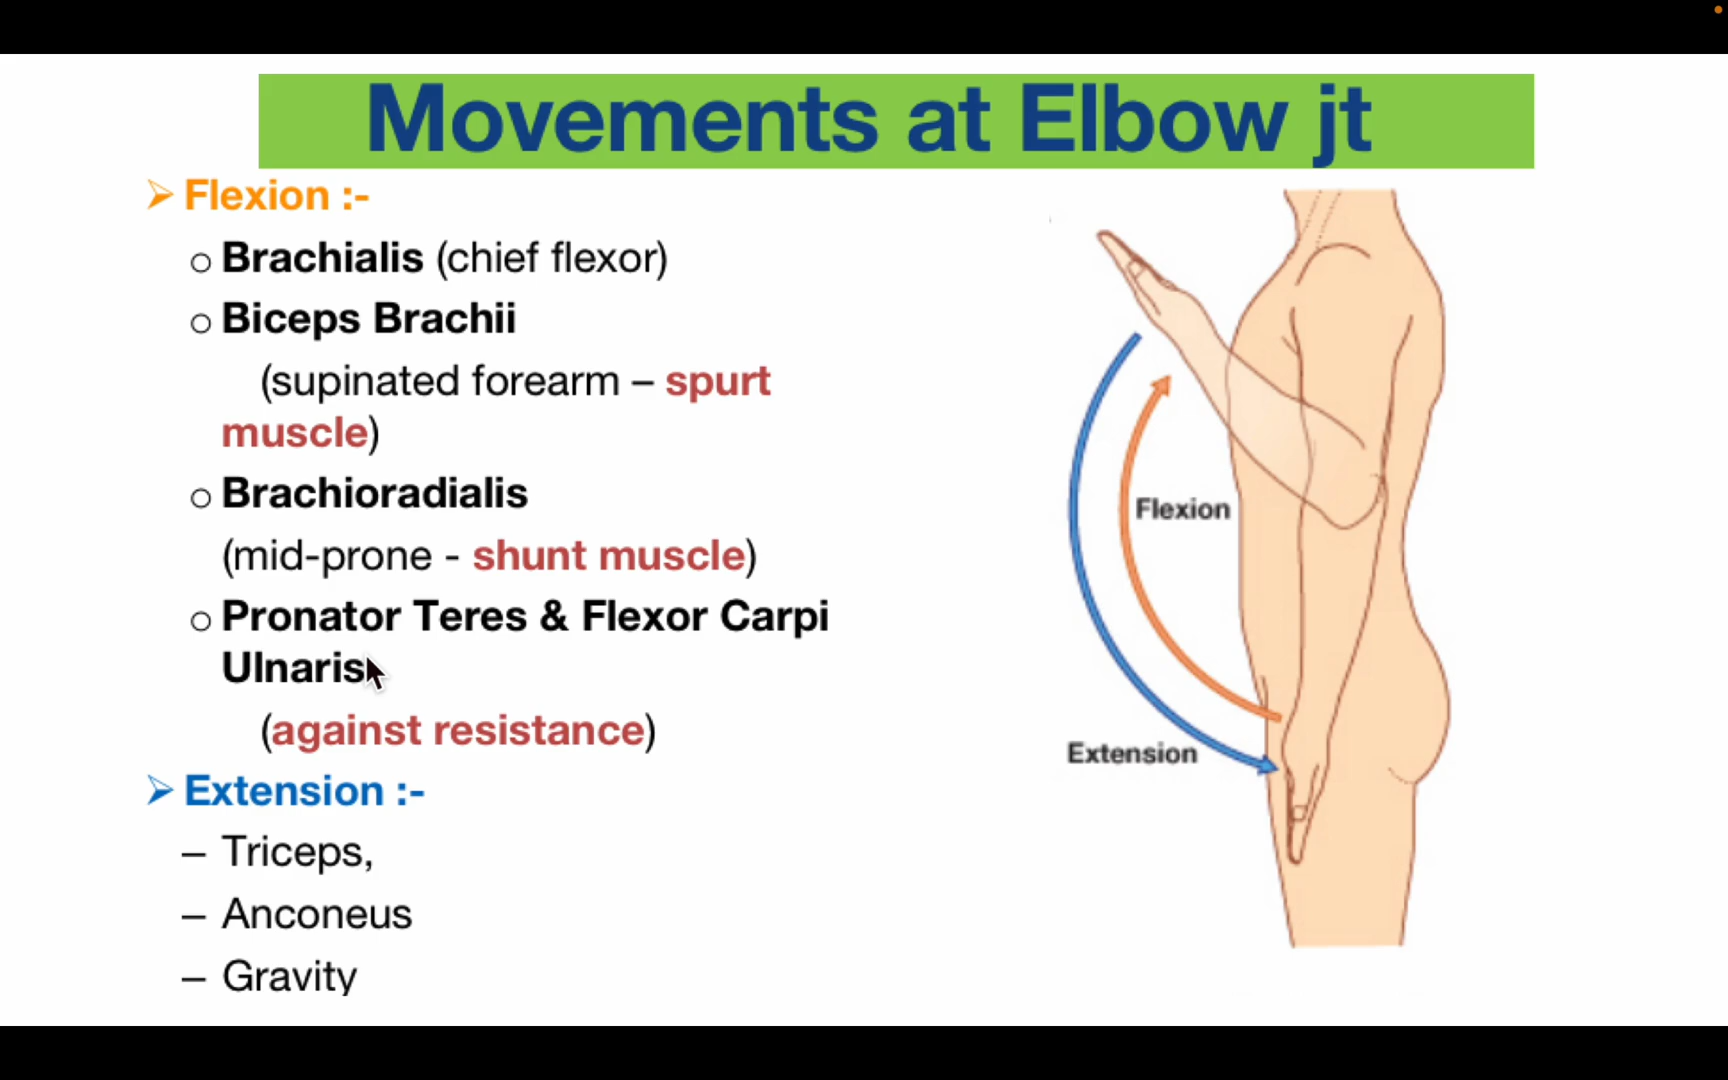 Movements at Elbow jt
➢ Flexion :-
o Brachialis (chief flexor)
o Biceps Brachii
(supinated forearm – spurt
muscle)
o Brachioradialis
(mid-prone - shunt muscle)
o Pronator Teres & Flexor Carpi
Ulnaris
(against resistance)
➢ Extension :-
– Triceps,
– Anconeus
– Gravity
Flexion
Extension